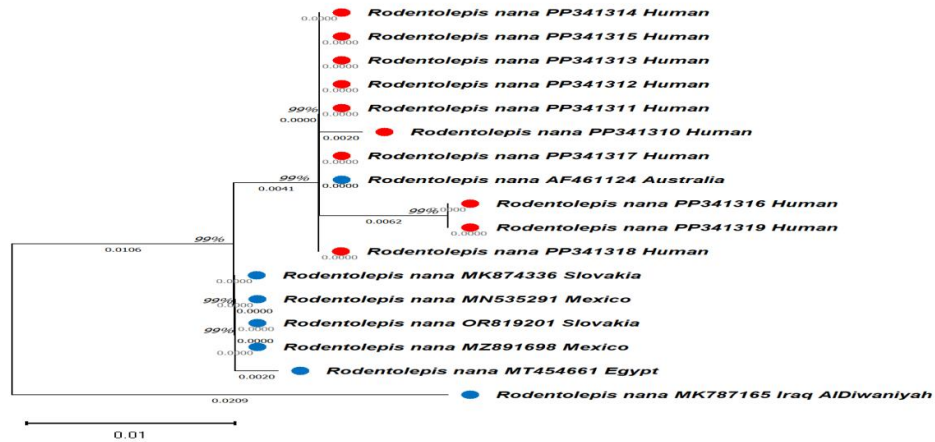 Rodentolepis nana PP341314 Human
0.0000
Rodentolepis nana PP341315 Human
0.0000
Rodentolepis nana PP341313 Human
0.0000
Rodentolepis nana PP341312 Human
0.0000
99% Rodentolepis nana PP341311 Human
0.0000 0.0000
Rodentolepis nana PP341310 Human
0.0020
Rodentolepis nana PP341317 Human
0.0000
99% Rodentolepis nana AF461124 Australia
0.0041 0.0000
Rodentolepis nana PP341316 Human
99% 0.0000
0.0062
Rodentolepis nana PP341319 Human
0.0000
99%
0.0106
Rodentolepis nana PP341318 Human
0.0000
Rodentolepis nana MK874336 Slovakia
0.0000
99% Rodentolepis nana MN535291 Mexico
0.0000
0.0000
99% Rodentolepis nana OR819201 Slovakia
0.0000
0.0000
Rodentolepis nana MZ891698 Mexico
0.0000
Rodentolepis nana MT454661 Egypt
0.0020
Rodentolepis nana MK787165 Iraq AlDiwaniyah
0.0209
0.01